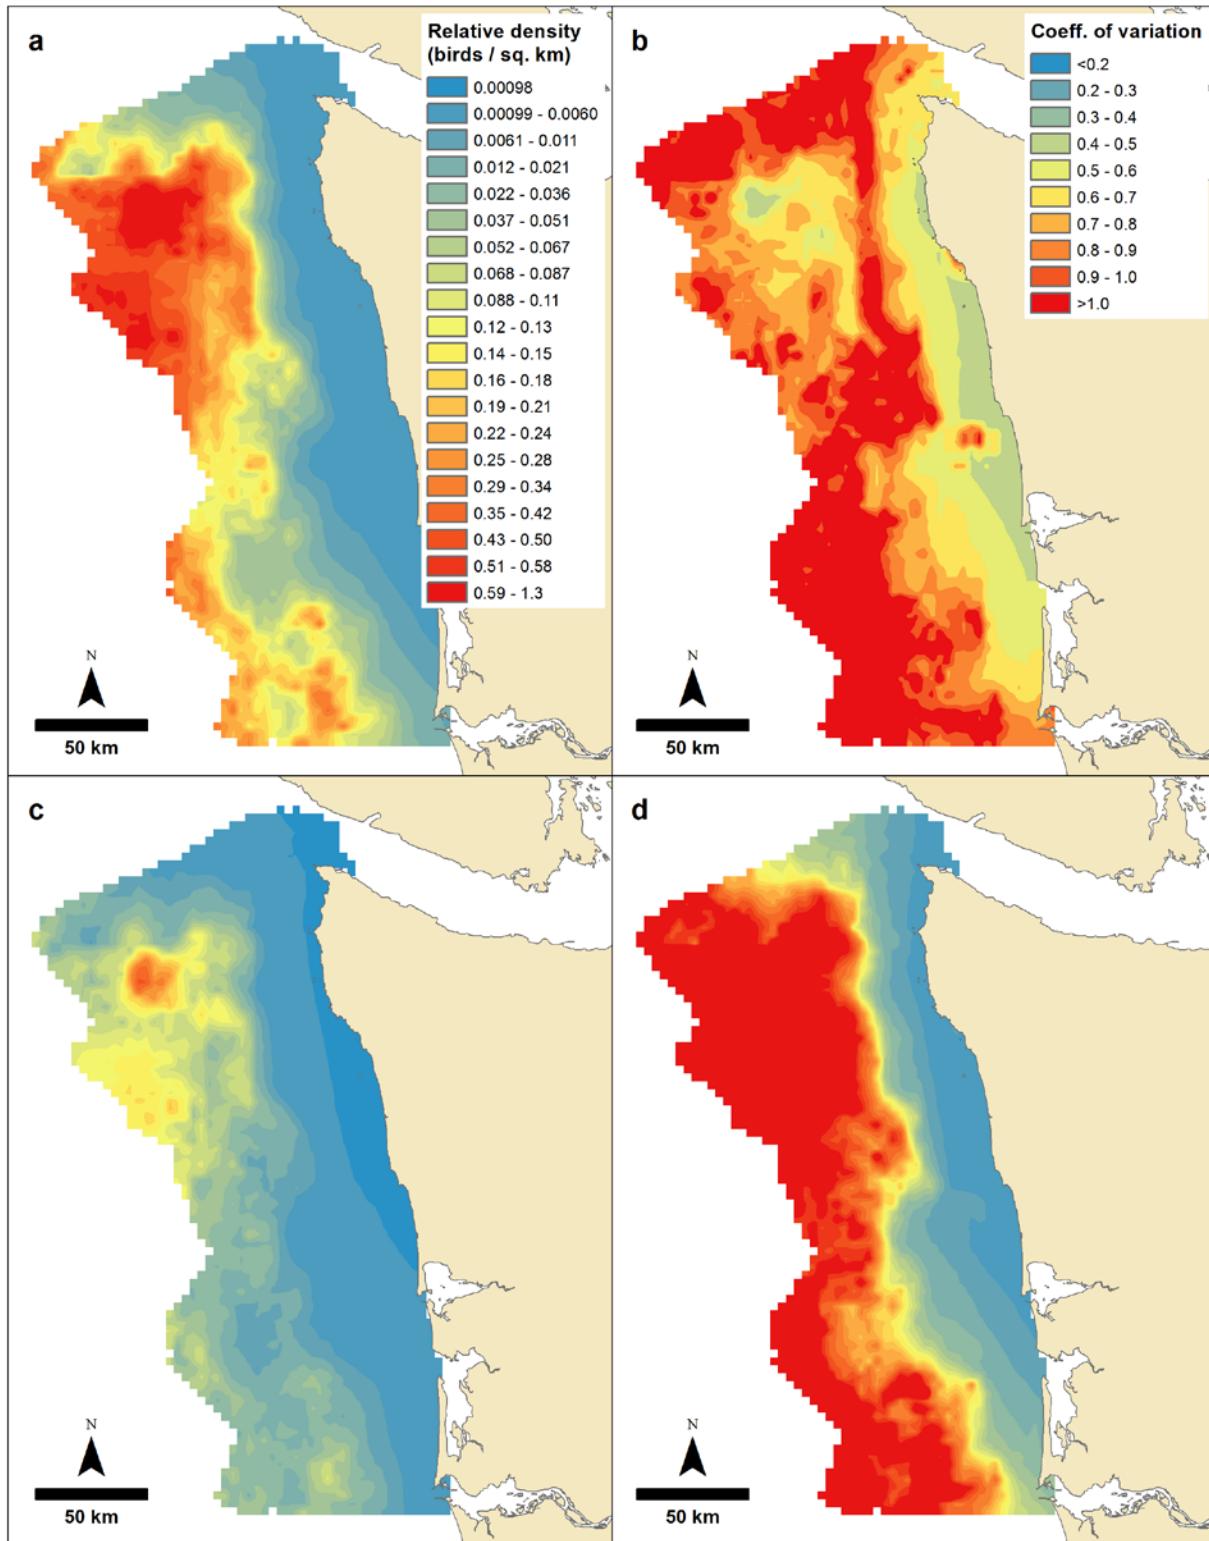 a
Relative density
(birds / sq. km)
0.00098
0.00099 - 0.0060
0.0061 - 0.011
0.012 - 0.021
0.022 - 0.036
0.037 - 0.051
0.052 - 0.067
0.068 - 0.087
0.088 - 0.11
0.12 - 0.13
0.14 - 0.15
0.16 - 0.18
0.19 - 0.21
0.22 - 0.24
0.25 - 0.28
0.29 - 0.34
0.35 - 0.42
0.43 - 0.50
0.51 - 0.58
0.59 - 1.3
N
50 km
b
Coeff. of variation
<0.2
0.2 - 0.3
0.3 - 0.4
0.4 - 0.5
0.5 - 0.6
0.6 - 0.7
0.7 - 0.8
0.8 - 0.9
0.9 - 1.0
>1.0
N
50 km
c
N
50 km
d
N
50 km